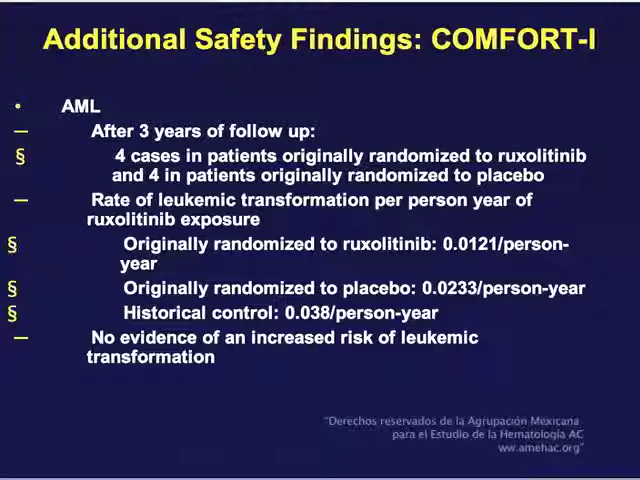 Additional Safety Findings: COMFORT-I
• AML
– After 3 years of follow up:
§ 4 cases in patients originally randomized to ruxolitinib
and 4 in patients originally randomized to placebo
– Rate of leukemic transformation per person year of
ruxolitinib exposure
§ Originally randomized to ruxolitinib: 0.0121/person-
year
§ Originally randomized to placebo: 0.0233/person-year
§ Historical control: 0.038/person-year
– No evidence of an increased risk of leukemic
transformation
"Derechos reservados de la Agrupación Mexicana
para el Estudio de la Hematología AC
ww.amehac.org"